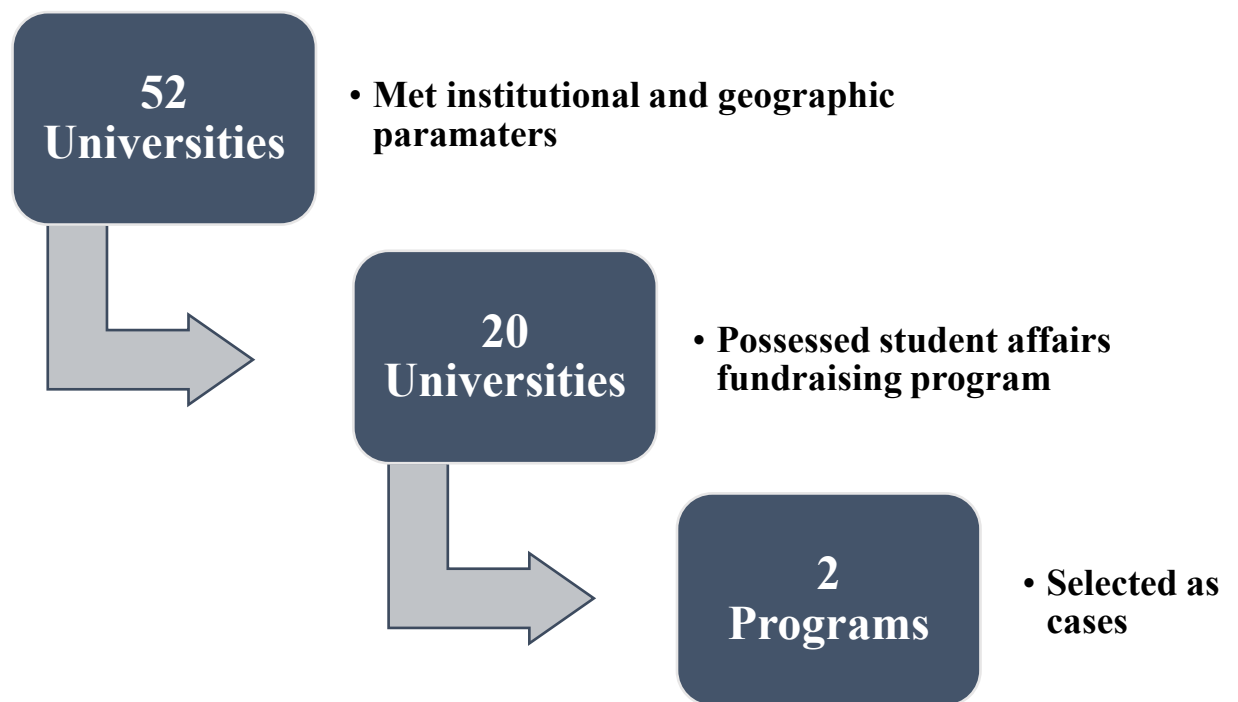 52
Universities
• Met institutional and geographic
paramaters
20
Universities
• Possessed student affairs
fundraising program
2
Programs
• Selected as
cases